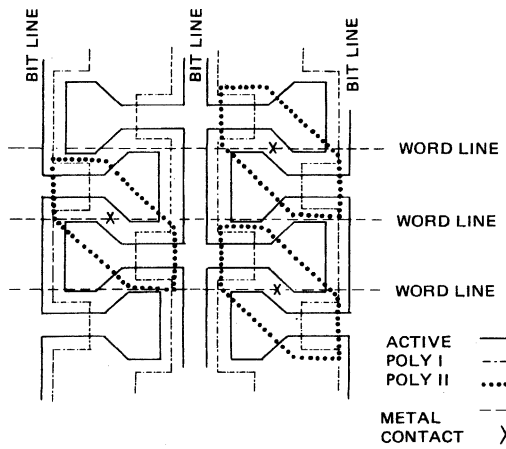 BIT LINE
BIT LINE
BIT LINE
WORD LINE
WORD LINE
WORD LINE
ACTIVE
POLY I
POLY II
METAL
CONTACT